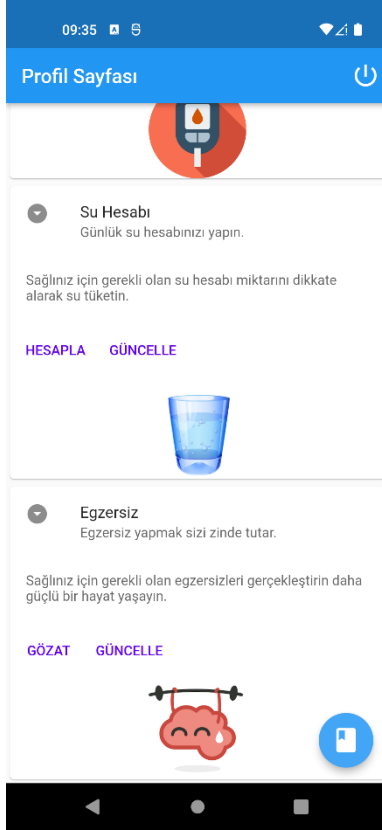 09:35
Profil Sayfası
Su Hesabı
Günlük su hesabınızı yapın.
Sağlınız için gerekli olan su hesabı miktarını dikkate
alarak su tüketin.
HESAPLA GÜNCELLE
Egzersiz
Egzersiz yapmak sizi zinde tutar.
Sağlınız için gerekli olan egzersizleri gerçekleştirin daha
güçlü bir hayat yaşayın.
GÖZAT GÜNCELLE